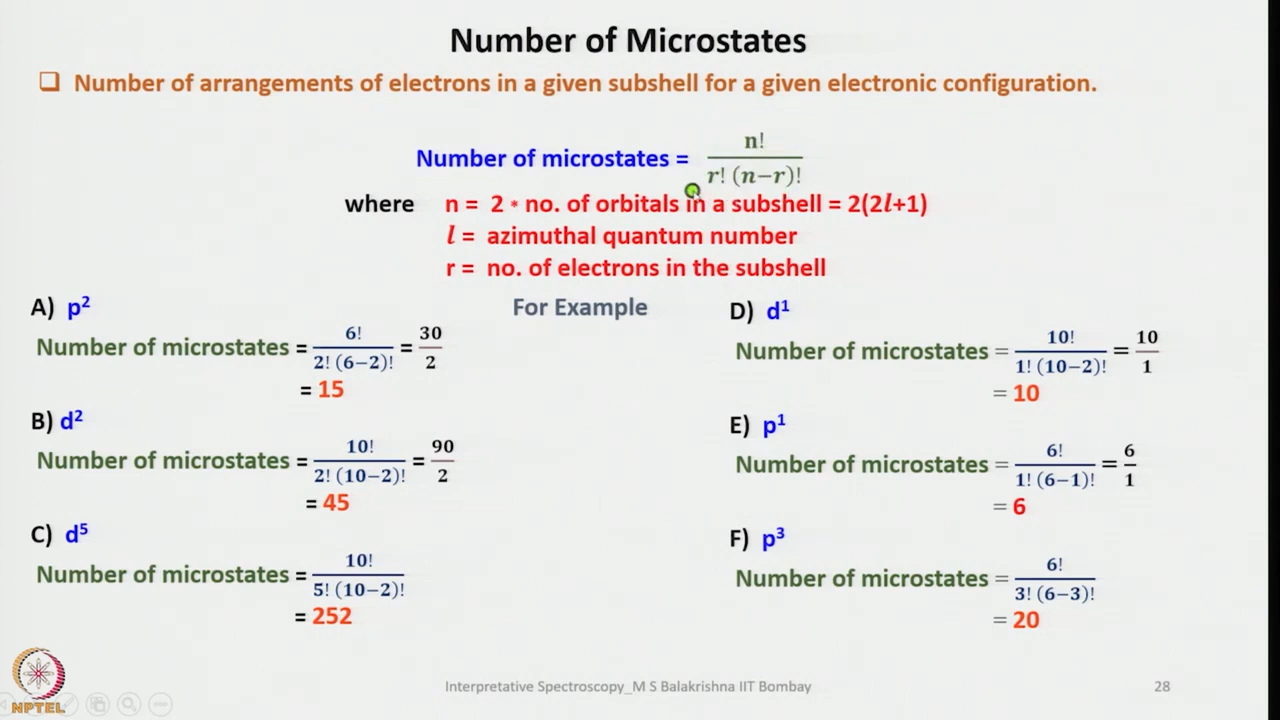 Number of Microstates
❑ Number of arrangements of electrons in a given subshell for a given electronic configuration.
Number of microstates = n! / r! (n−r)!
where n = 2 * no. of orbitals in a subshell = 2(2l+1)
l = azimuthal quantum number
r = no. of electrons in the subshell
For Example
A) p²
Number of microstates = 6! / 2! (6−2)! = 30 / 2
= 15
B) d²
Number of microstates = 10! / 2! (10−2)! = 90 / 2
= 45
C) d⁵
Number of microstates = 10! / 5! (10−2)!
= 252
D) d¹
Number of microstates = 10! / 1! (10−2)! = 10 / 1
= 10
E) p¹
Number of microstates = 6! / 1! (6−1)! = 6 / 1
= 6
F) p³
Number of microstates = 6! / 3! (6−3)!
= 20
NPTEL
Interpretative Spectroscopy_M S Balakrishna IIT Bombay
28